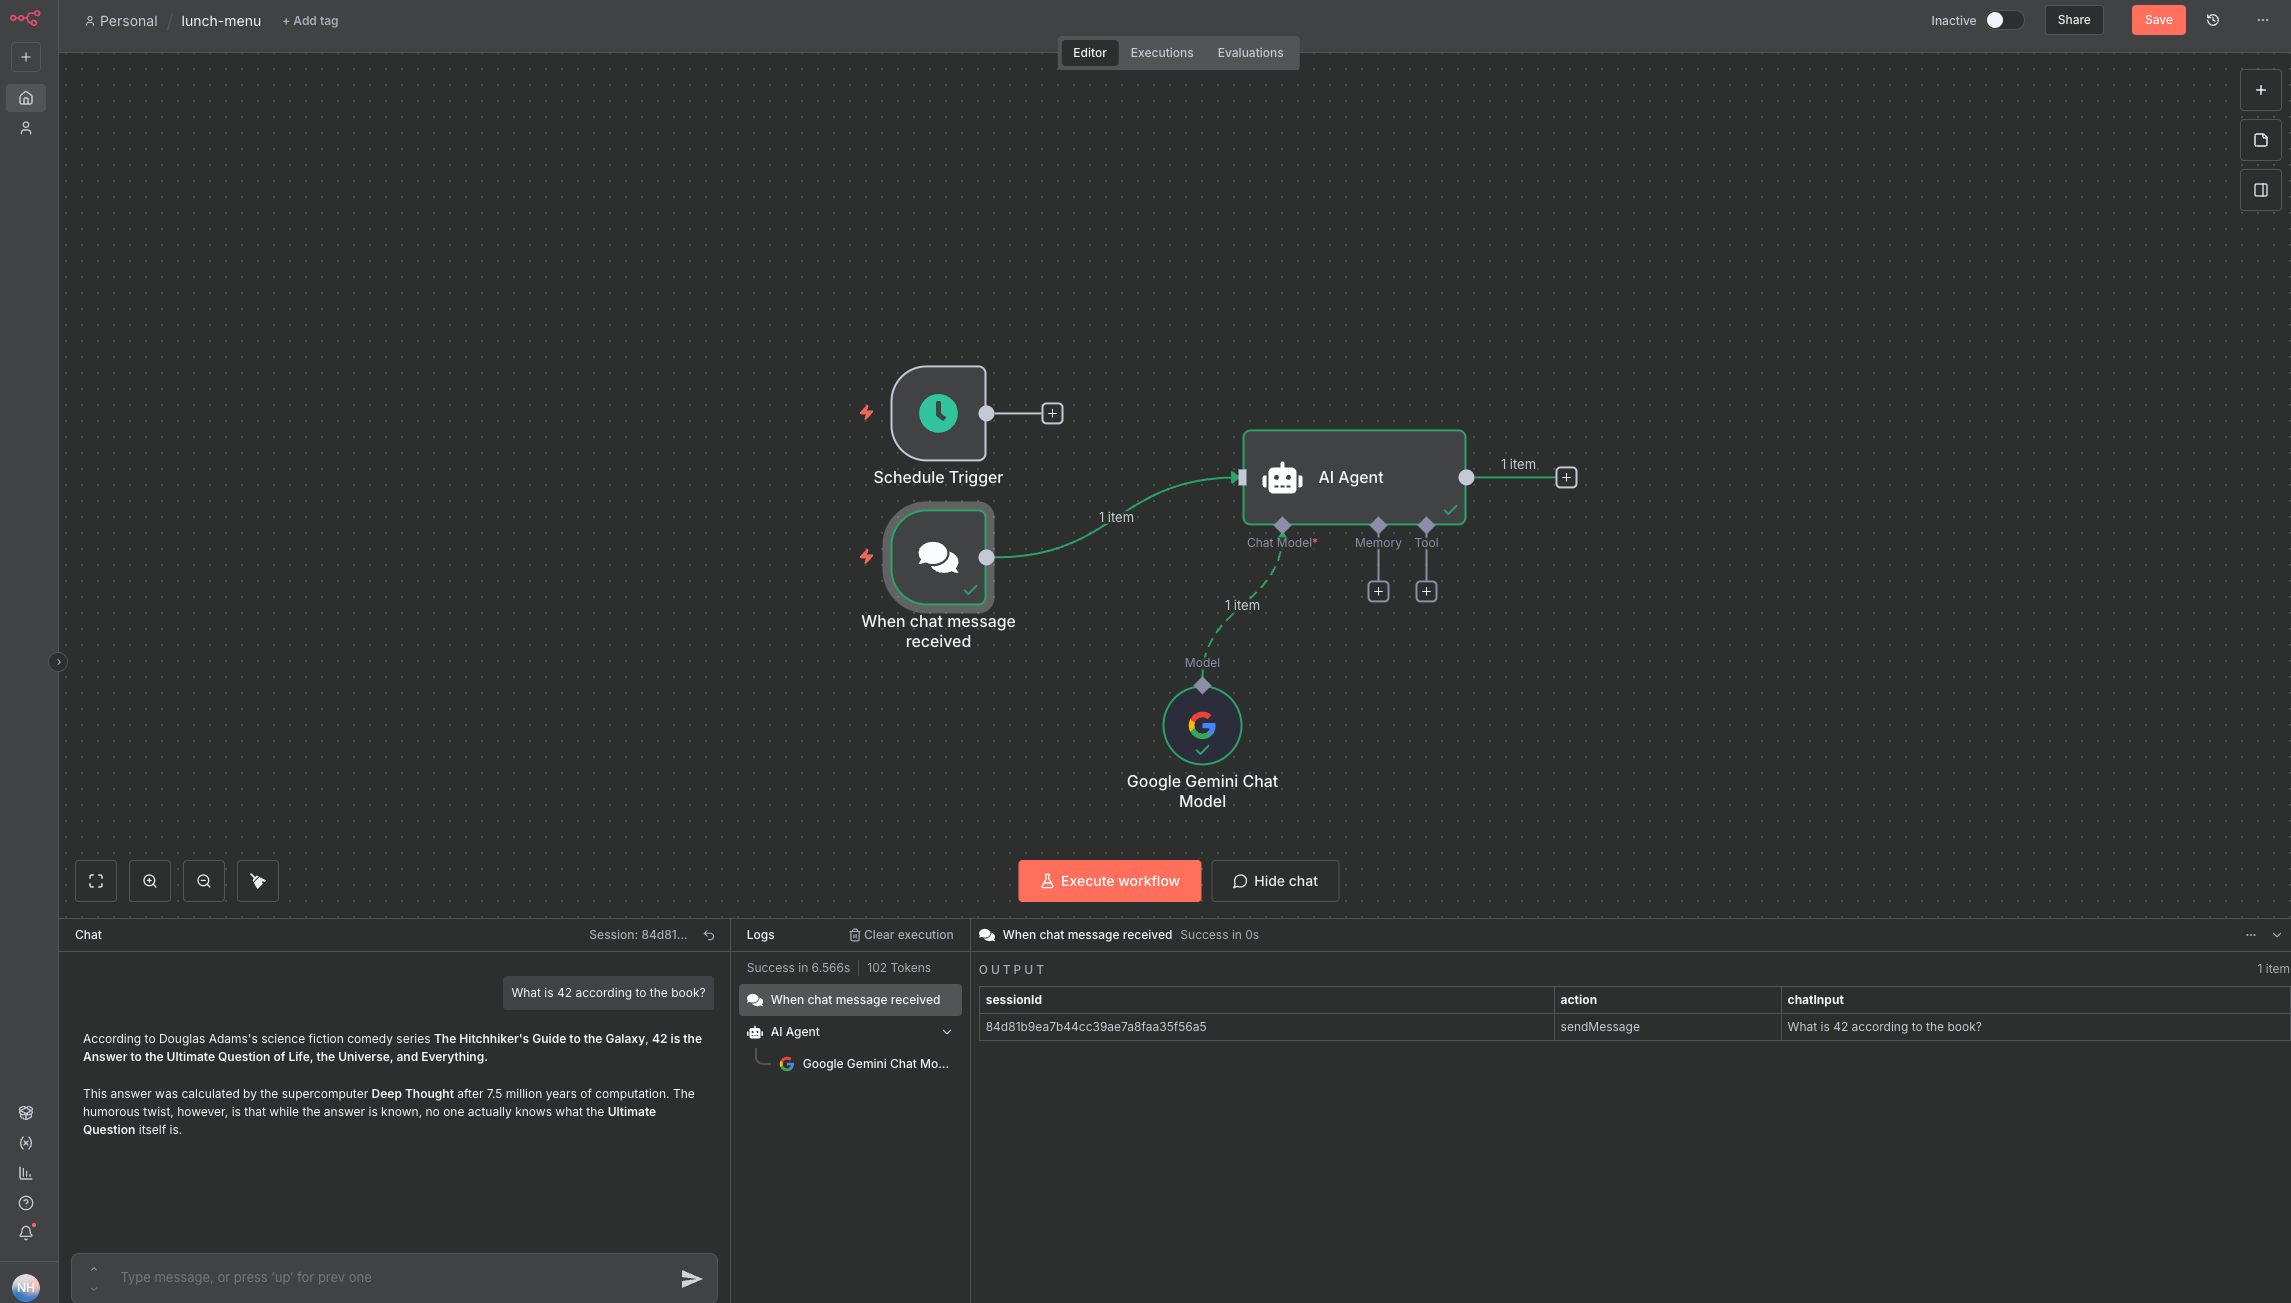 Personal / lunch-menu + Add tag
Inactive Share Save
Editor Executions Evaluations
Schedule Trigger
1 item
AI Agent
1 item
Chat Model* Memory Tool
When chat message
received
1 item
Model
Google Gemini Chat
Model
Execute workflow Hide chat
Chat Session: 84d81...
What is 42 according to the book?
According to Douglas Adams's science fiction comedy series The Hitchhiker's Guide to the Galaxy, 42 is the
Answer to the Ultimate Question of Life, the Universe, and Everything.
This answer was calculated by the supercomputer Deep Thought after 7.5 million years of computation. The
humorous twist, however, is that while the answer is known, no one actually knows what the Ultimate
Question itself is.
Type message, or press 'up' for prev one
NH
Logs Clear execution
Success in 6.566s 102 Tokens
When chat message received
AI Agent
Google Gemini Chat Mo...
When chat message received Success in 0s
OUTPUT 1 item
sessionId action chatInput
84d81b9ea7b44cc39ae7a8faa35f56a5 sendMessage What is 42 according to the book?